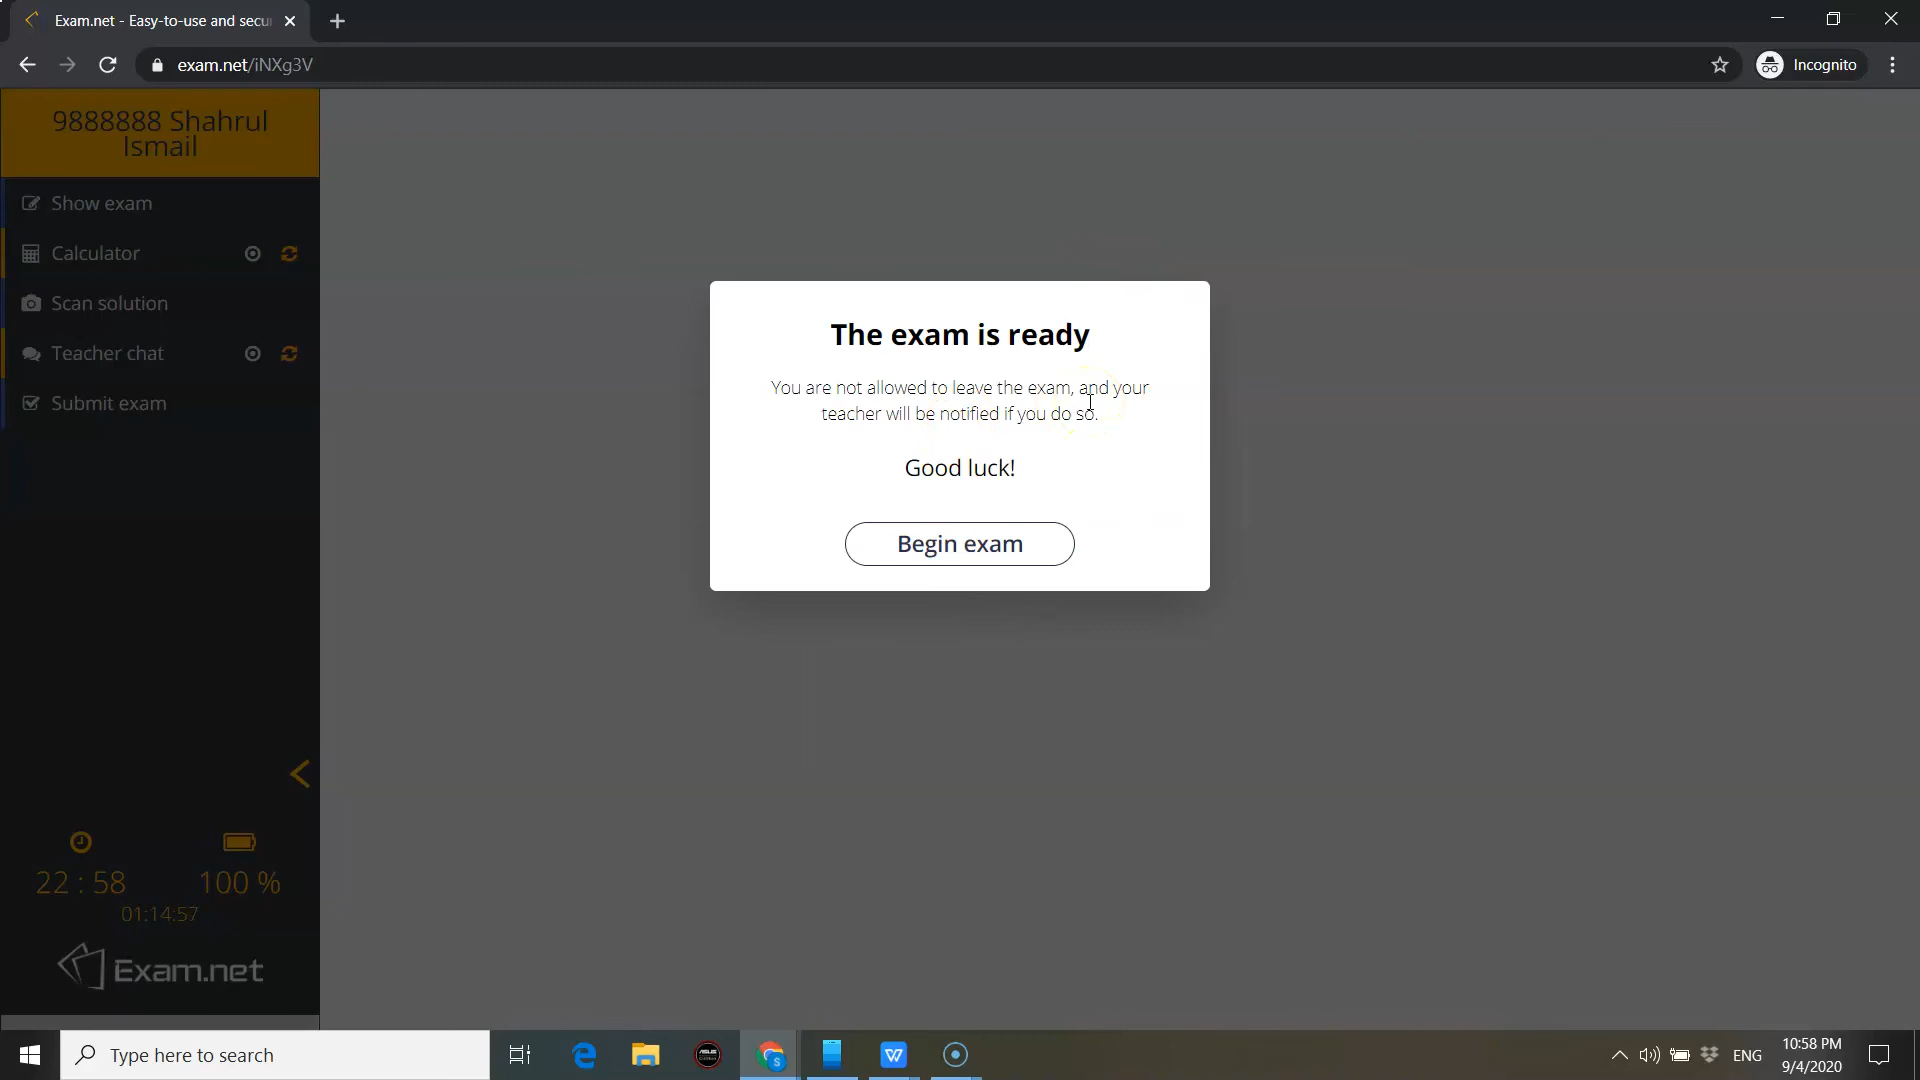 Exam.net - Easy-to-use and secu
exam.net/iNXg3V
Incognito
9888888 Shahrul
Ismail
Show exam
Calculator
Scan solution
Teacher chat
Submit exam
The exam is ready
You are not allowed to leave the exam, and your
teacher will be notified if you do so.
Good luck!
Begin exam
22 : 58
100 %
01:14:57
Exam.net
Type here to search
ENG
10:58 PM
9/4/2020